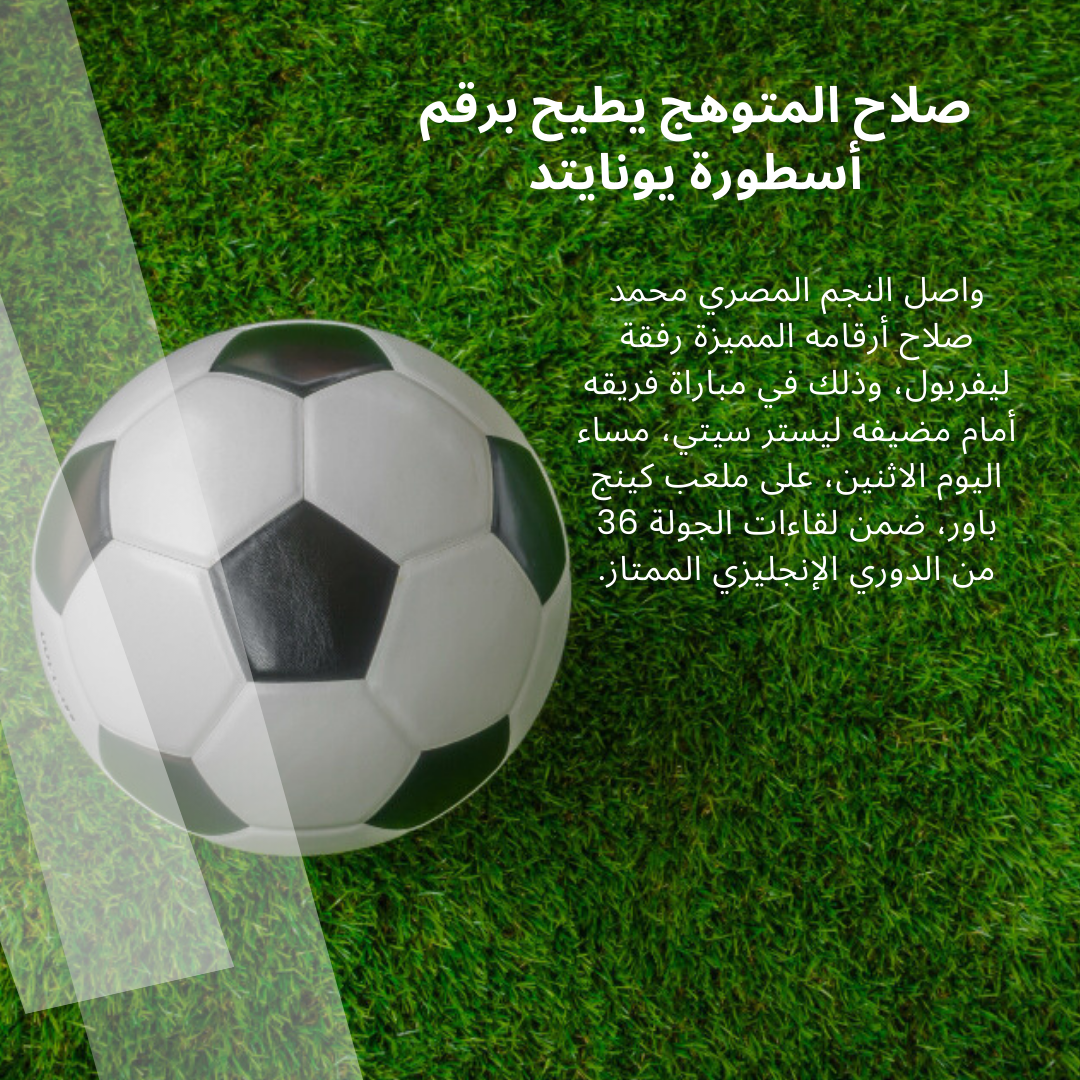 صلاح المتوهج يطيح برقم
أسطورة يونايتد
واصل النجم المصري محمد
صلاح أرقامه المميزة رفقة
ليفربول، وذلك في مباراة فريقه
أمام مضيفه ليستر سيتي، مساء
اليوم الاثنين، على ملعب كينج
باور، ضمن لقاءات الجولة 36
من الدوري الإنجليزي الممتاز.